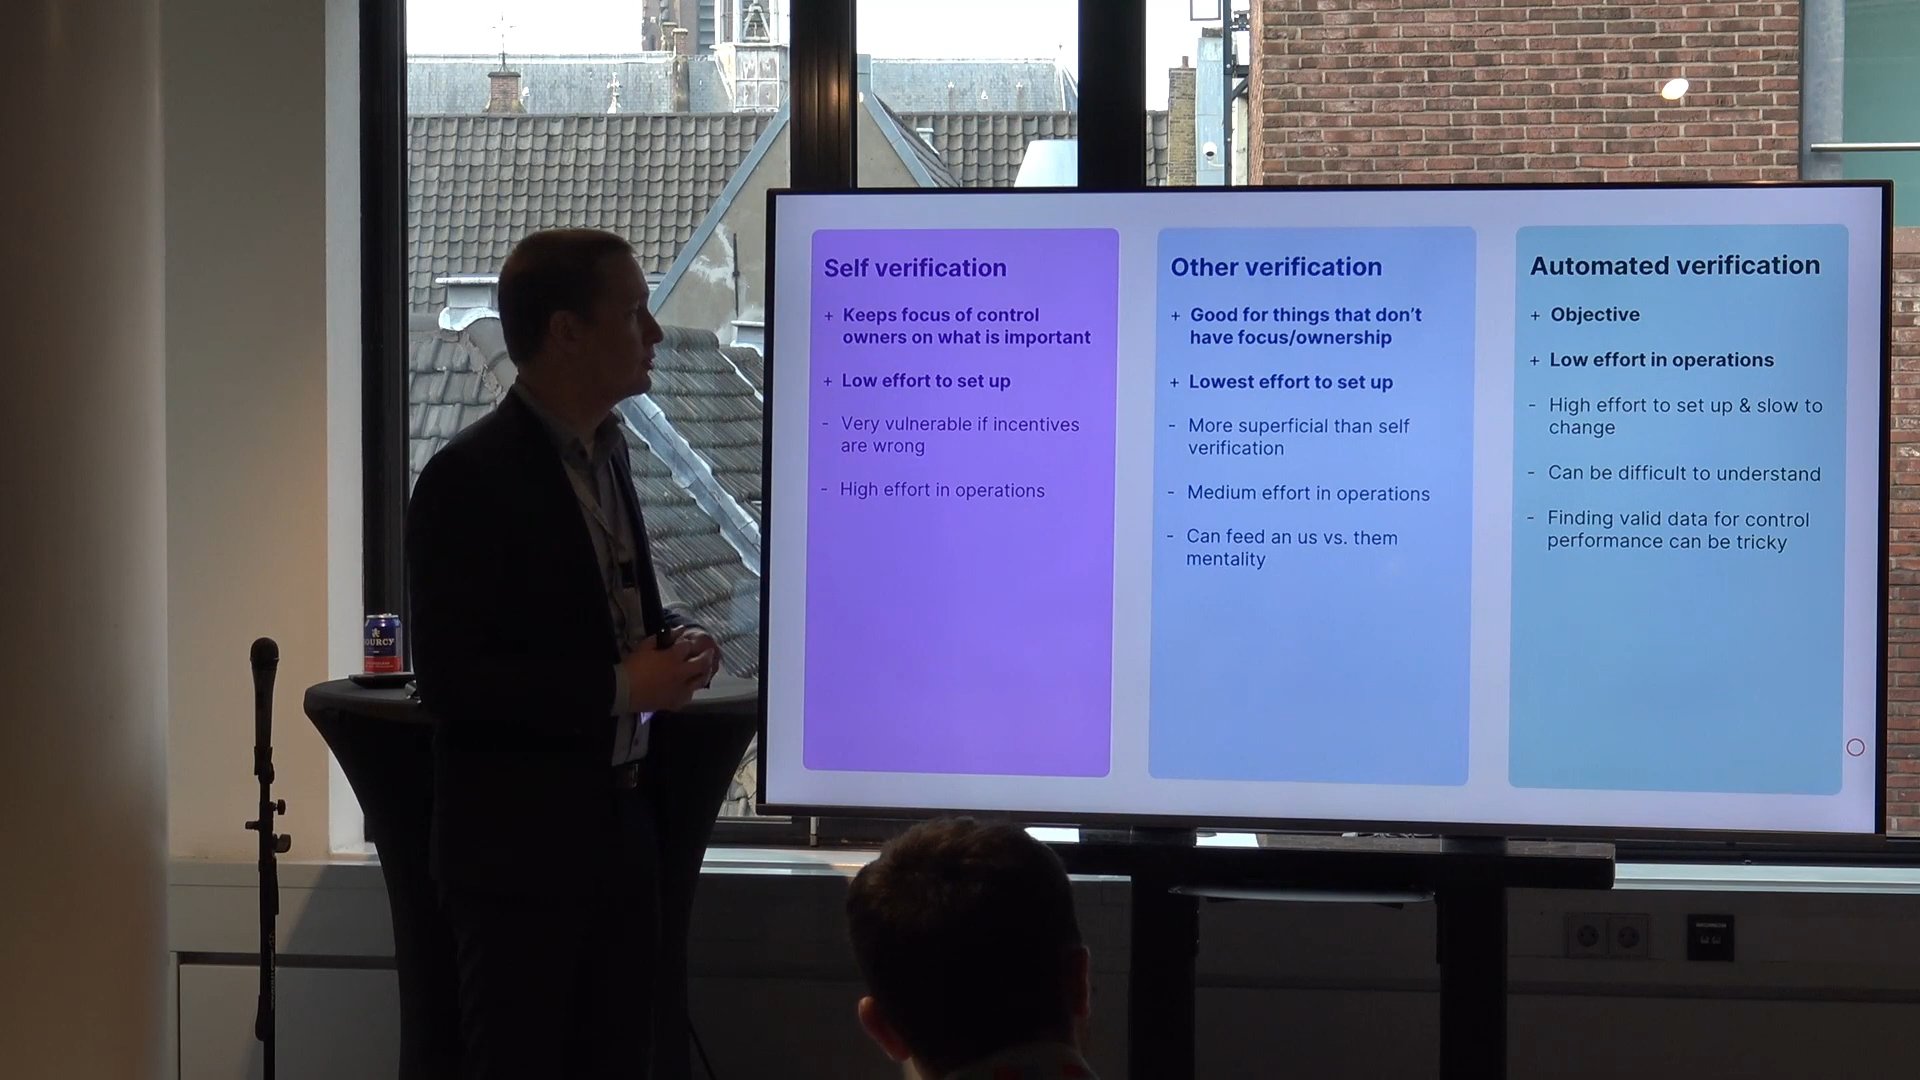 Self verification
+ Keeps focus of control
owners on what is important
+ Low effort to set up
- Very vulnerable if incentives
are wrong
- High effort in operations
Other verification
+ Good for things that don't
have focus/ownership
+ Lowest effort to set up
- More superficial than self
verification
- Medium effort in operations
- Can feed an us vs. them
mentality
Automated verification
+ Objective
+ Low effort in operations
- High effort to set up & slow to
change
- Can be difficult to understand
- Finding valid data for control
performance can be tricky